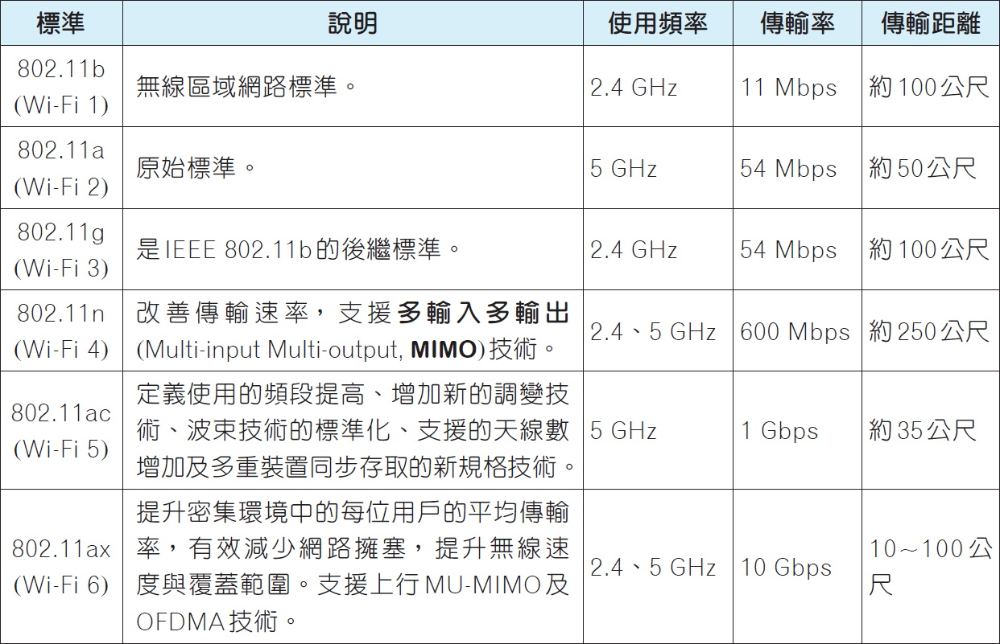 標準 說明 使用頻率 傳輸率 傳輸距離
802.11b
(Wi-Fi 1)
無線區域網路標準。
2.4 GHz
11 Mbps
約100公尺
802.11a
(Wi-Fi 2)
原始標準。
5 GHz
54 Mbps
約50公尺
802.11g
(Wi-Fi 3)
是IEEE 802.11b的後繼標準。
2.4 GHz
54 Mbps
約100公尺
802.11n
(Wi-Fi 4)
改善傳輸速率，支援多輸入多輸出
(Multi-input Multi-output, MIMO)技術。
2.4、5 GHz
600 Mbps
約250公尺
802.11ac
(Wi-Fi 5)
定義使用的頻段提高、增加新的調變技
術、波束技術的標準化、支援的天線數
增加及多重裝置同步存取的新規格技術。
5 GHz
1 Gbps
約35公尺
802.11ax
(Wi-Fi 6)
提升密集環境中的每位用戶的平均傳輸
率，有效減少網路擁塞，提升無線速
度與覆蓋範圍。支援上行MU-MIMO及
OFDMA技術。
2.4、5 GHz
10 Gbps
10~100公
尺